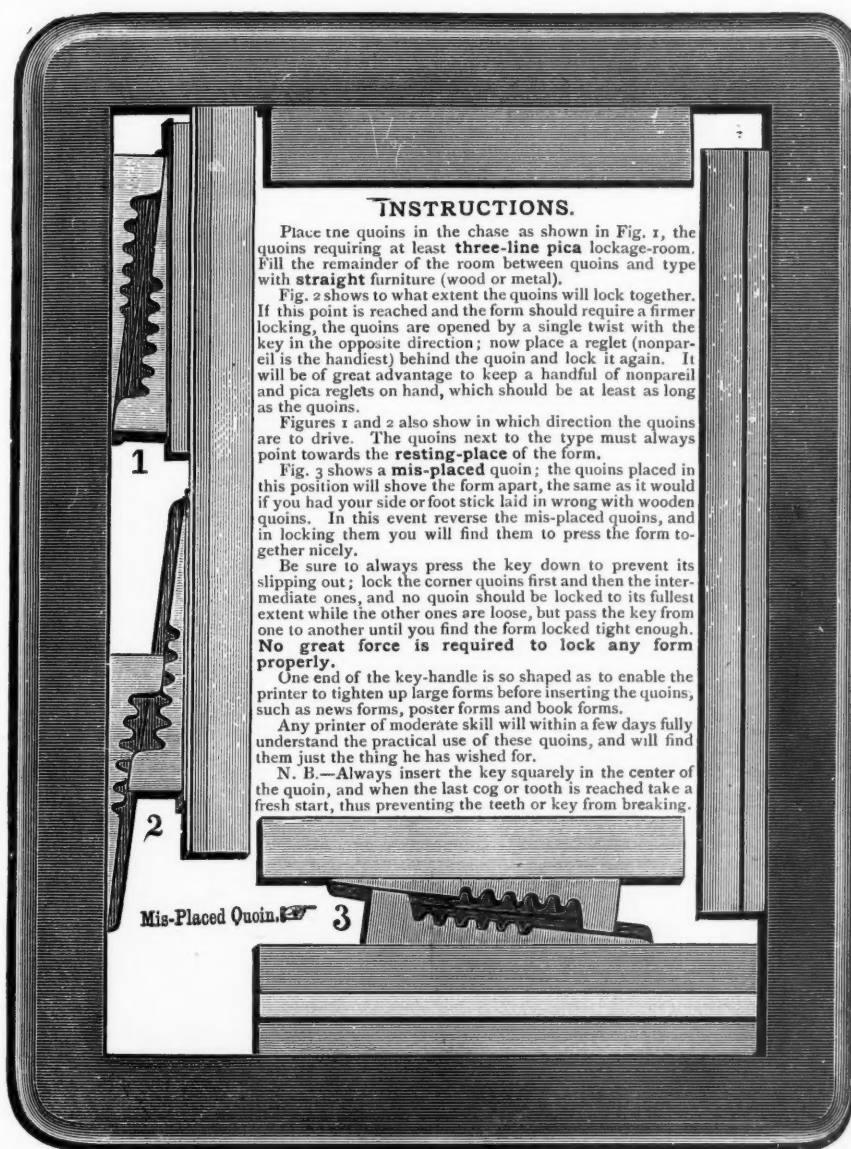 INSTRUCTIONS.
Place tne quoins in the chase as shown in Fig. 1, the
quoins requiring at least three-line pica lockage-room.
Fill the remainder of the room between quoins and type
with straight furniture (wood or metal).
Fig. 2 shows to what extent the quoins will lock together.
If this point is reached and the form should require a firmer
locking, the quoins are opened by a single twist with the
key in the opposite direction; now place a reglet (nonpar-
eil is the handiest) behind the quoin and lock it again. It
will be of great advantage to keep a handful of nonpareil
and pica reglets on hand, which should be at least as long
as the quoins.
Figures 1 and 2 also show in which direction the quoins
are to drive. The quoins next to the type must always
point towards the resting-place of the form.
Fig. 3 shows a mis-placed quoin; the quoins placed in
this position will shove the form apart, the same as it would
if you had your side or foot stick laid in wrong with wooden
quoins. In this event reverse the mis-placed quoins, and
in locking them you will find them to press the form to-
gether nicely.
Be sure to always press the key down to prevent its
slipping out; lock the corner quoins first and then the inter-
mediate ones, and no quoin should be locked to its fullest
extent while the other ones are loose, but pass the key from
one to another until you find the form locked tight enough.
No great force is required to lock any form
properly.
One end of the key-handle is so shaped as to enable the
printer to tighten up large forms before inserting the quoins,
such as news forms, poster forms and book forms.
Any printer of moderate skill will within a few days fully
understand the practical use of these quoins, and will find
them just the thing he has wished for.
N. B.—Always insert the key squarely in the center of
the quoin, and when the last cog or tooth is reached take a
fresh start, thus preventing the teeth or key from breaking.
1
2
Mis-Placed Quoin. 3